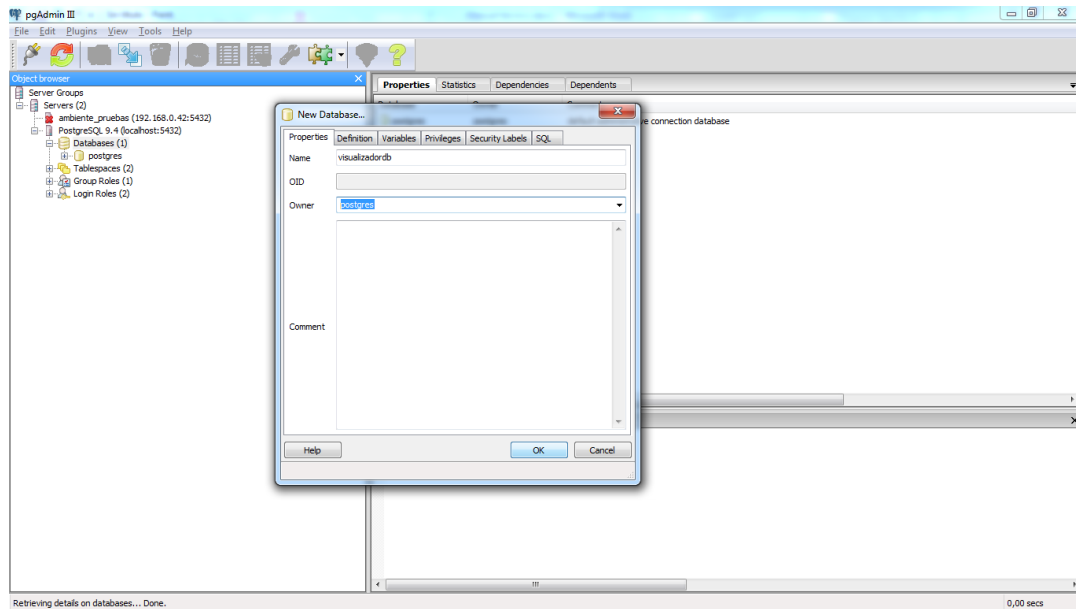 pgAdmin III
File Edit Plugins View Tools Help
Object browser
Server Groups
Servers (2)
ambiente_pruebas (192.168.0.42:5432)
PostgreSQL 9.4 (localhost:5432)
Databases (1)
postgres
Tablespaces (2)
Group Roles (1)
Login Roles (2)
Properties Statistics Dependencies Dependents
ve connection database
New Database...
Properties Definition Variables Privileges Security Labels SQL
Name visualizadordb
OID
Owner postgres
Comment
Help OK Cancel
Retrieving details on databases... Done. 0,00 secs